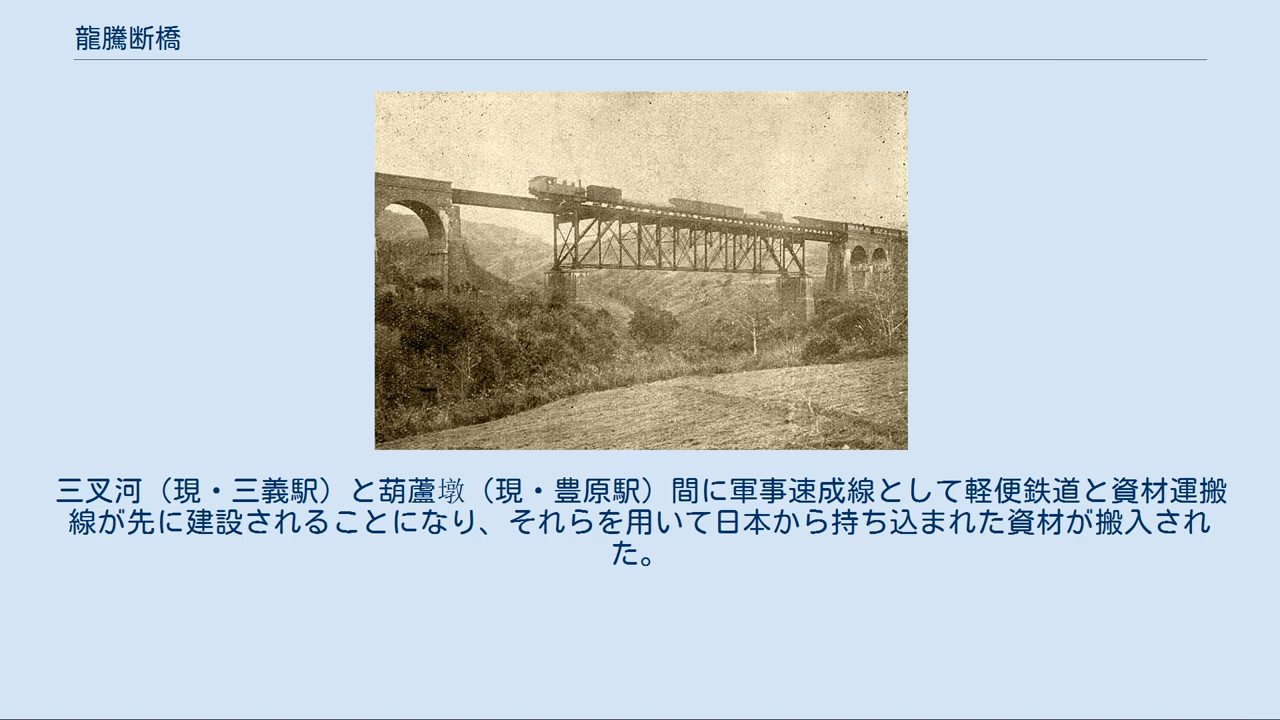 龍騰断橋
三叉河（現・三義駅）と葫蘆墩（現・豊原駅）間に軍事速成線として軽便鉄道と資材運搬
線が先に建設されることになり、それらを用いて日本から持ち込まれた資材が搬入され
た。